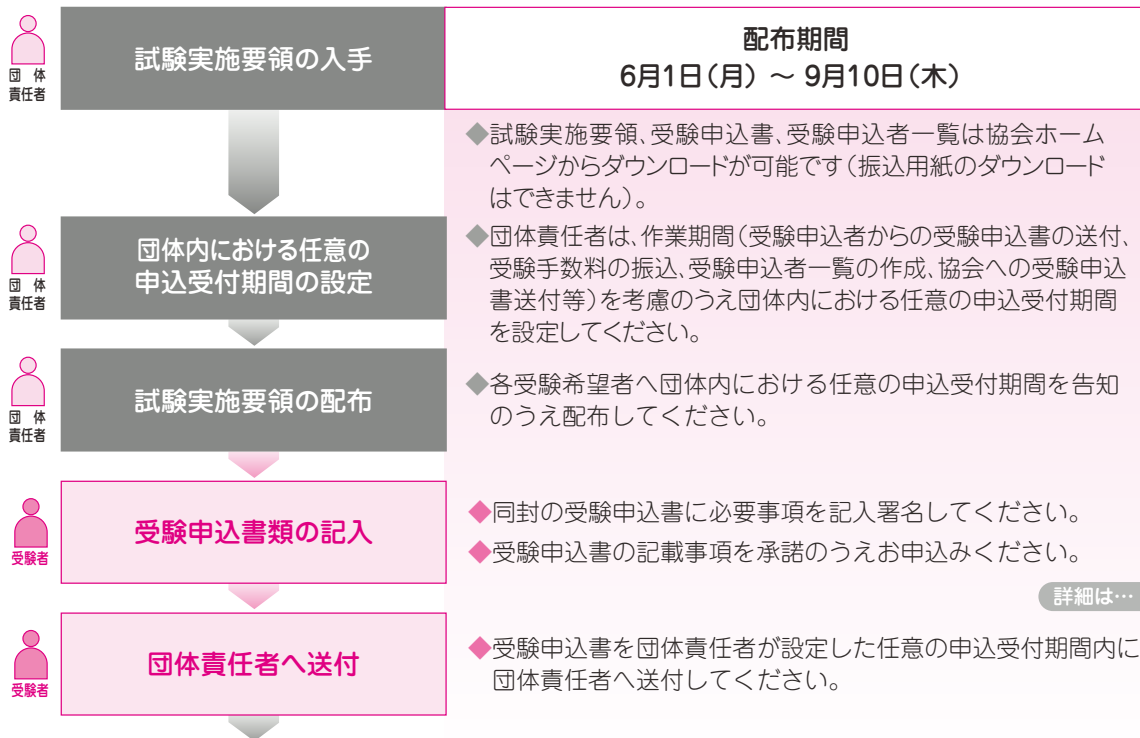 団 体
責任者
試験実施要領の入手
配布期間
6月1日(月) ～ 9月10日(木)
◆試験実施要領、受験申込書、受験申込者一覧は協会ホーム
ページからダウンロードが可能です(振込用紙のダウンロード
はできません)。
団 体
責任者
団体内における任意の
申込受付期間の設定
◆団体責任者は、作業期間(受験申込者からの受験申込書の送付、
受験手数料の振込、受験申込者一覧の作成、協会への受験申込
書送付等)を考慮のうえ団体内における任意の申込受付期間
を設定してください。
団 体
責任者
試験実施要領の配布
◆各受験希望者へ団体内における任意の申込受付期間を告知
のうえ配布してください。
受験者
受験申込書類の記入
◆同封の受験申込書に必要事項を記入署名してください。
◆受験申込書の記載事項を承諾のうえお申込みください。
詳細は…
受験者
団体責任者へ送付
◆受験申込書を団体責任者が設定した任意の申込受付期間内に
団体責任者へ送付してください。